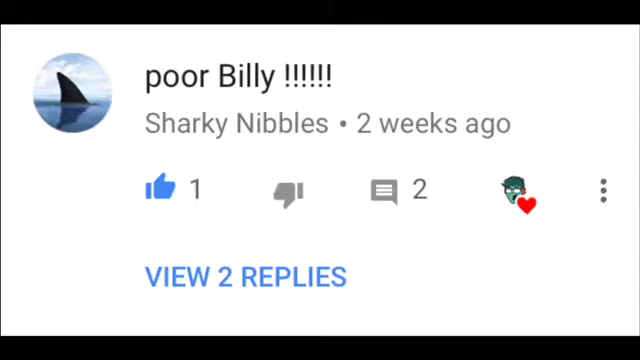 poor Billy !!!!!!
Sharky Nibbles • 2 weeks ago
1 2
VIEW 2 REPLIES